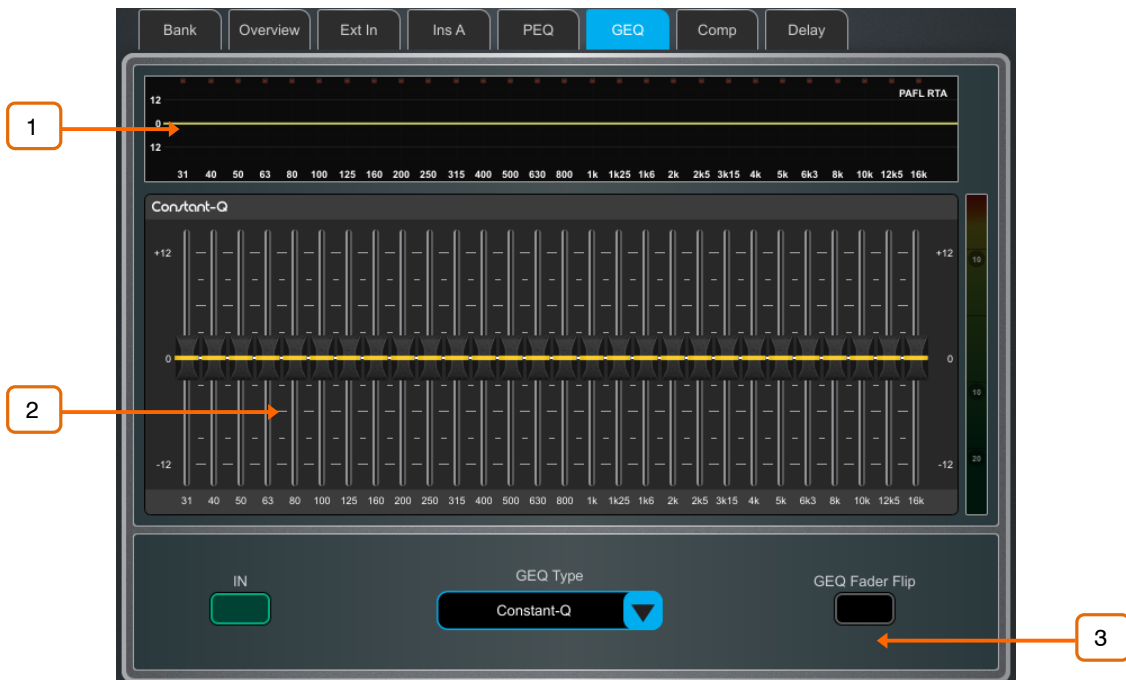 Bank Overview Ext In Ins A PEQ GEQ Comp Delay
PAFL RTA
12
1
0
12
31 40 50 63 80 100 125 160 200 250 315 400 500 630 800 1k 1k25 1k6 2k 2k5 3k15 4k 5k 6k3 8k 10k 12k5 16k
Constant-Q
+12 +12
10
0 0
10
2
-12 -12
20
31 40 50 63 80 100 125 160 200 250 315 400 500 630 800 1k 1k25 1k6 2k 2k5 3k15 4k 5k 6k3 8k 10k 12k5 16k
IN GEQ Type GEQ Fader Flip
Constant-Q
3